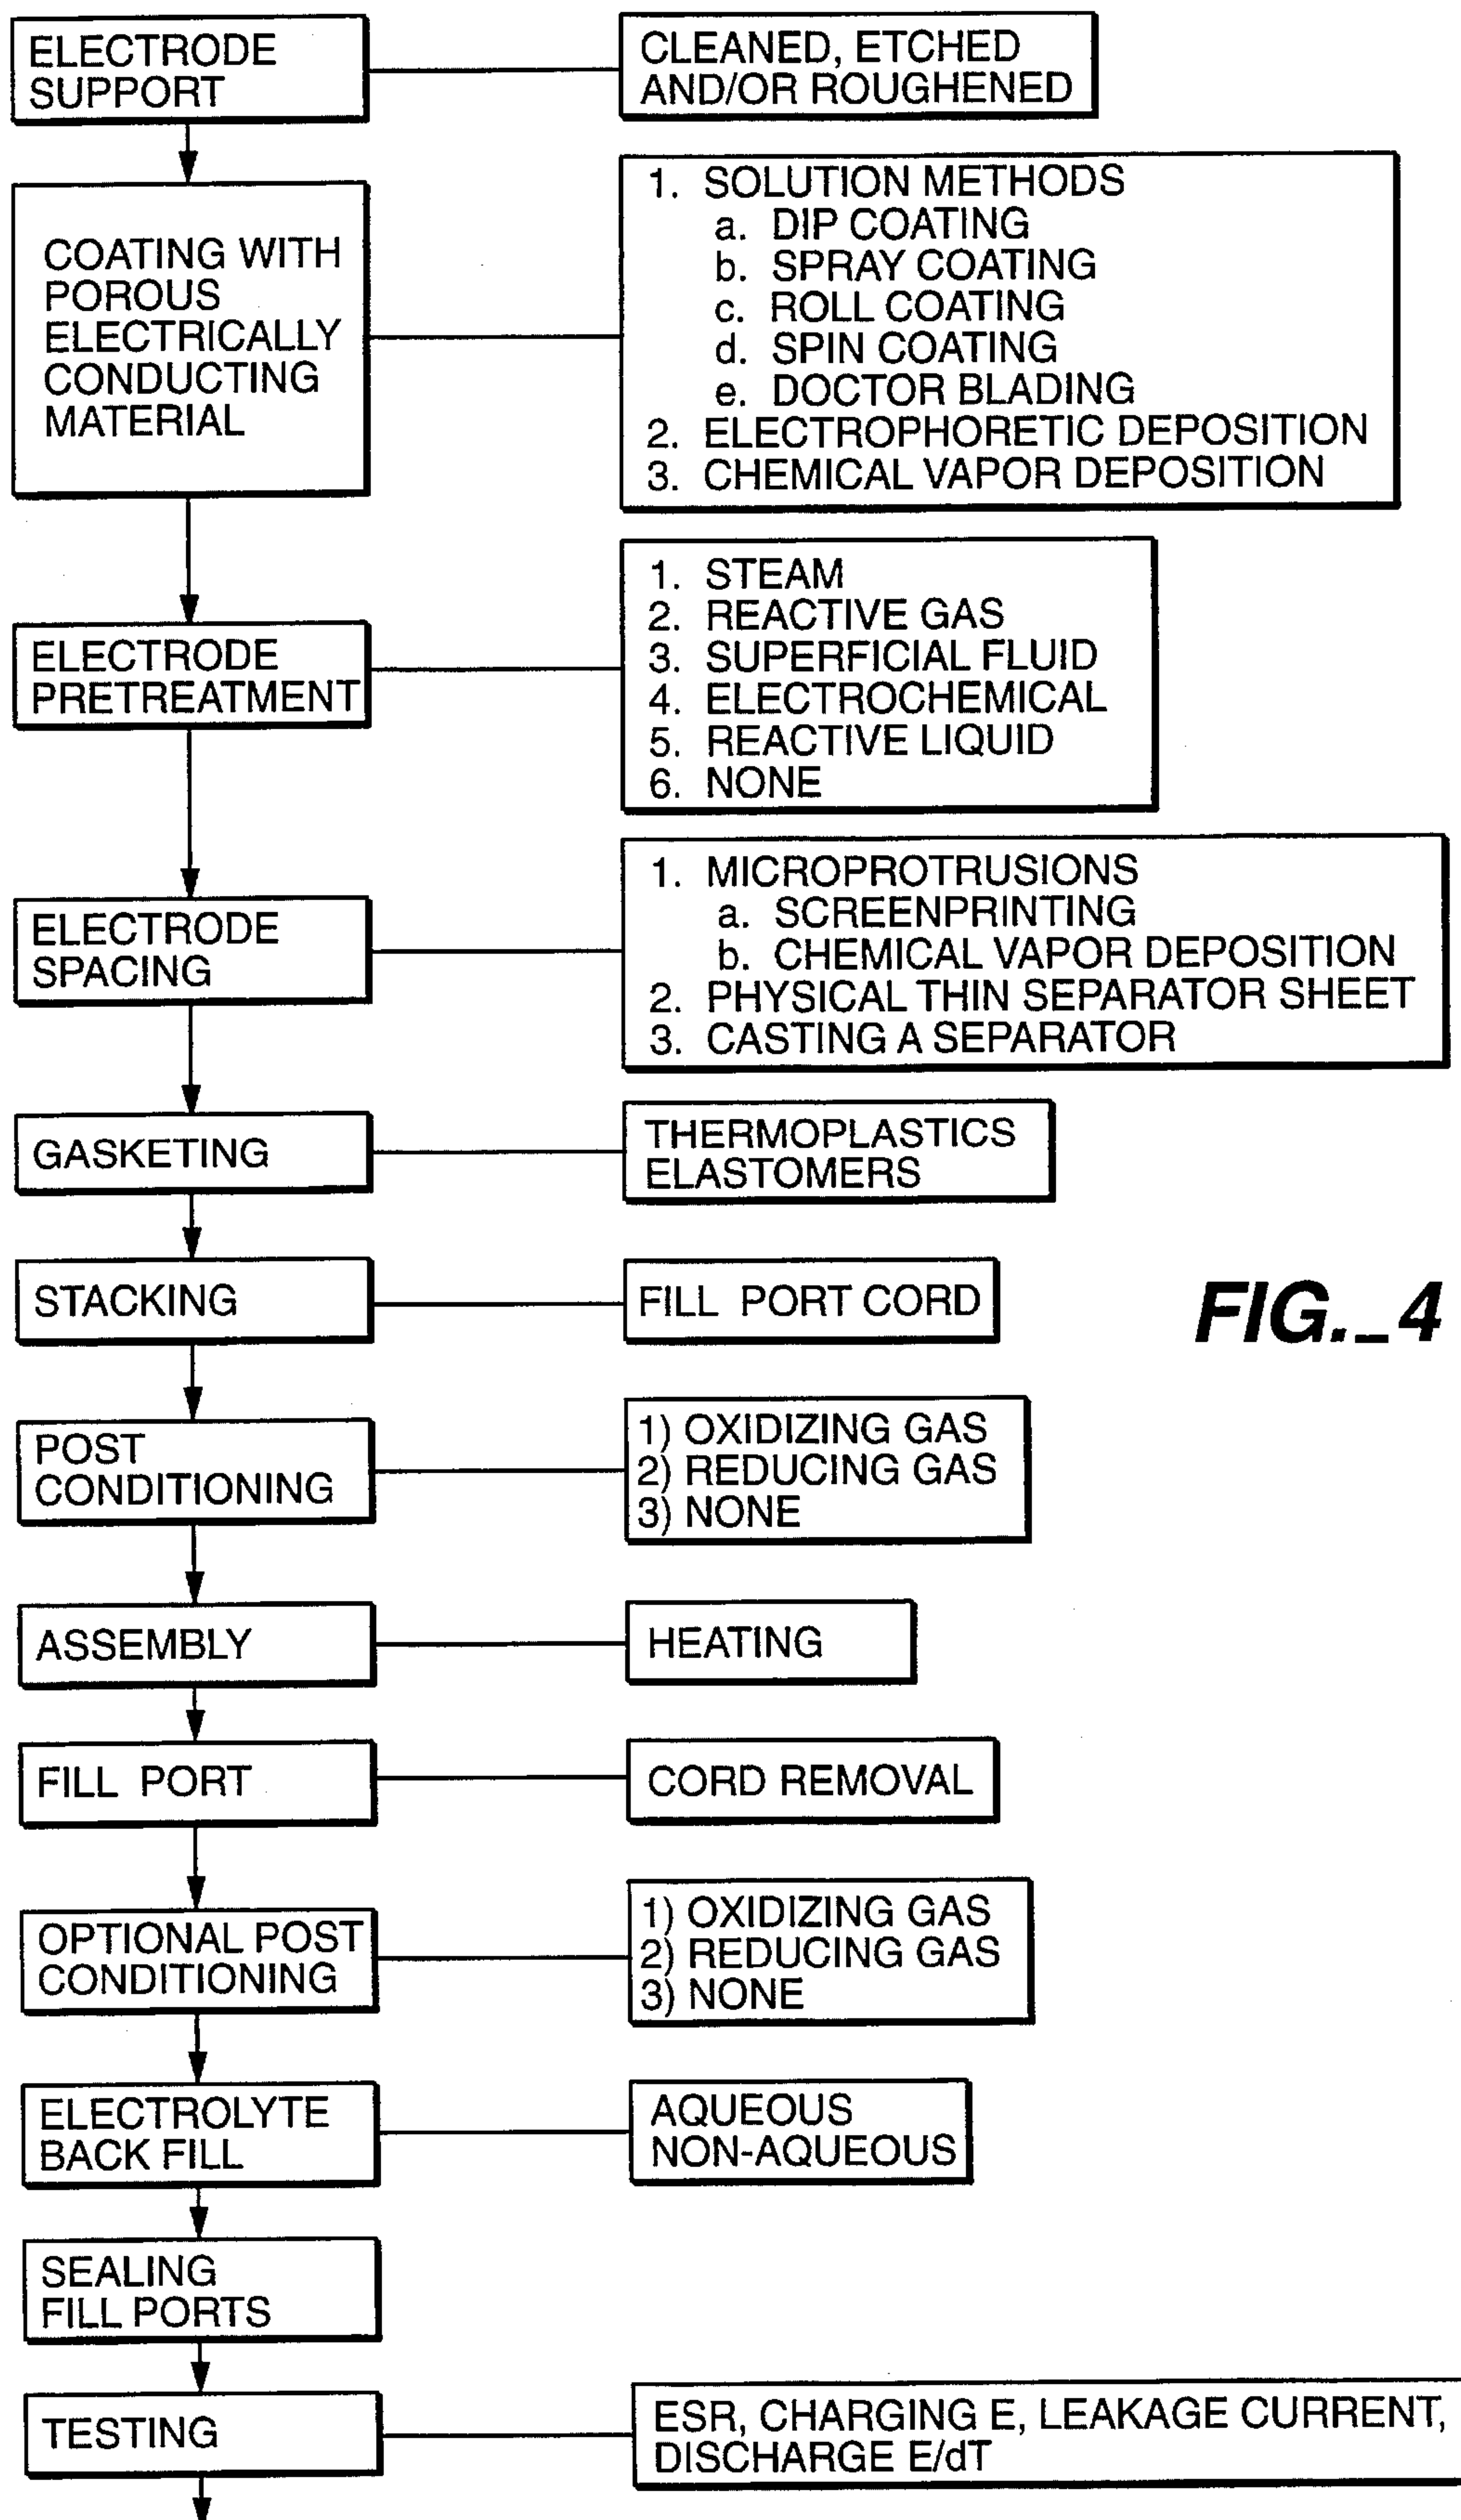 ELECTRODE
SUPPORT
CLEANED, ETCHED
AND/OR ROUGHENED
COATING WITH
POROUS
ELECTRICALLY
CONDUCTING
MATERIAL
1. SOLUTION METHODS
a. DIP COATING
b. SPRAY COATING
c. ROLL COATING
d. SPIN COATING
e. DOCTOR BLADING
2. ELECTROPHORETIC DEPOSITION
3. CHEMICAL VAPOR DEPOSITION
ELECTRODE
PRETREATMENT
1. STEAM
2. REACTIVE GAS
3. SUPERFICIAL FLUID
4. ELECTROCHEMICAL
5. REACTIVE LIQUID
6. NONE
ELECTRODE
SPACING
1. MICROPROTRUSIONS
a. SCREENPRINTING
b. CHEMICAL VAPOR DEPOSITION
2. PHYSICAL THIN SEPARATOR SHEET
3. CASTING A SEPARATOR
GASKETING
THERMOPLASTICS
ELASTOMERS
STACKING
FILL PORT CORD
FIG._4
POST
CONDITIONING
1) OXIDIZING GAS
2) REDUCING GAS
3) NONE
ASSEMBLY
HEATING
FILL PORT
CORD REMOVAL
OPTIONAL POST
CONDITIONING
1) OXIDIZING GAS
2) REDUCING GAS
3) NONE
ELECTROLYTE
BACK FILL
AQUEOUS
NON-AQUEOUS
SEALING
FILL PORTS
TESTING
ESR, CHARGING E, LEAKAGE CURRENT,
DISCHARGE E/dT